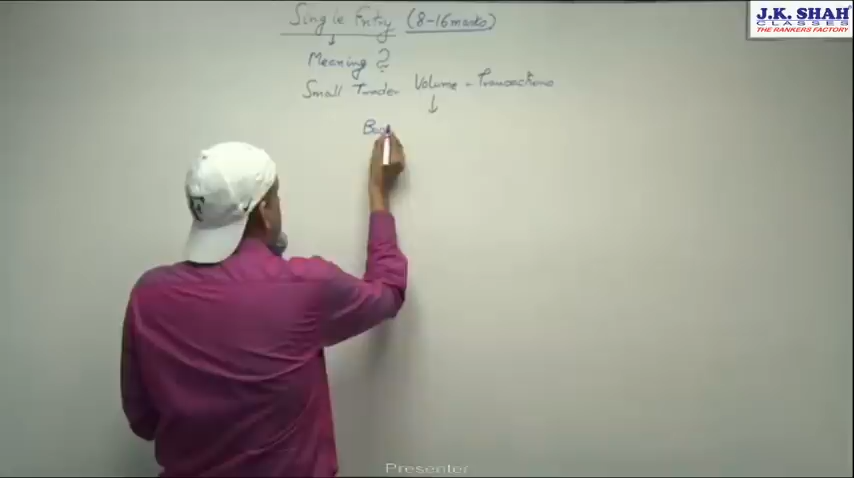 Single Entry (8-16 marks)
Meaning ?
Small Trader Volume - Transactions
J.K. SHAH
CLASSES
THE RANKERS FACTORY
Presenter